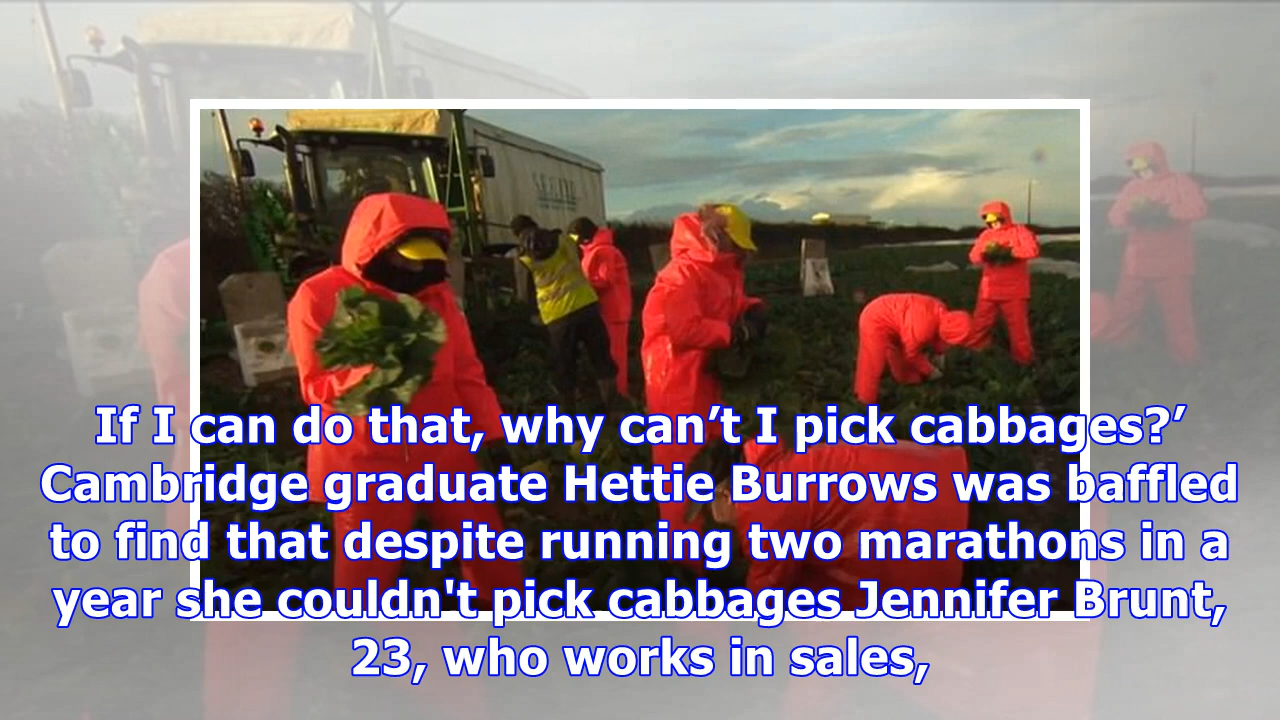 If I can do that, why can’t I pick cabbages?’
Cambridge graduate Hettie Burrows was baffled
to find that despite running two marathons in a
year she couldn't pick cabbages Jennifer Brunt,
23, who works in sales,